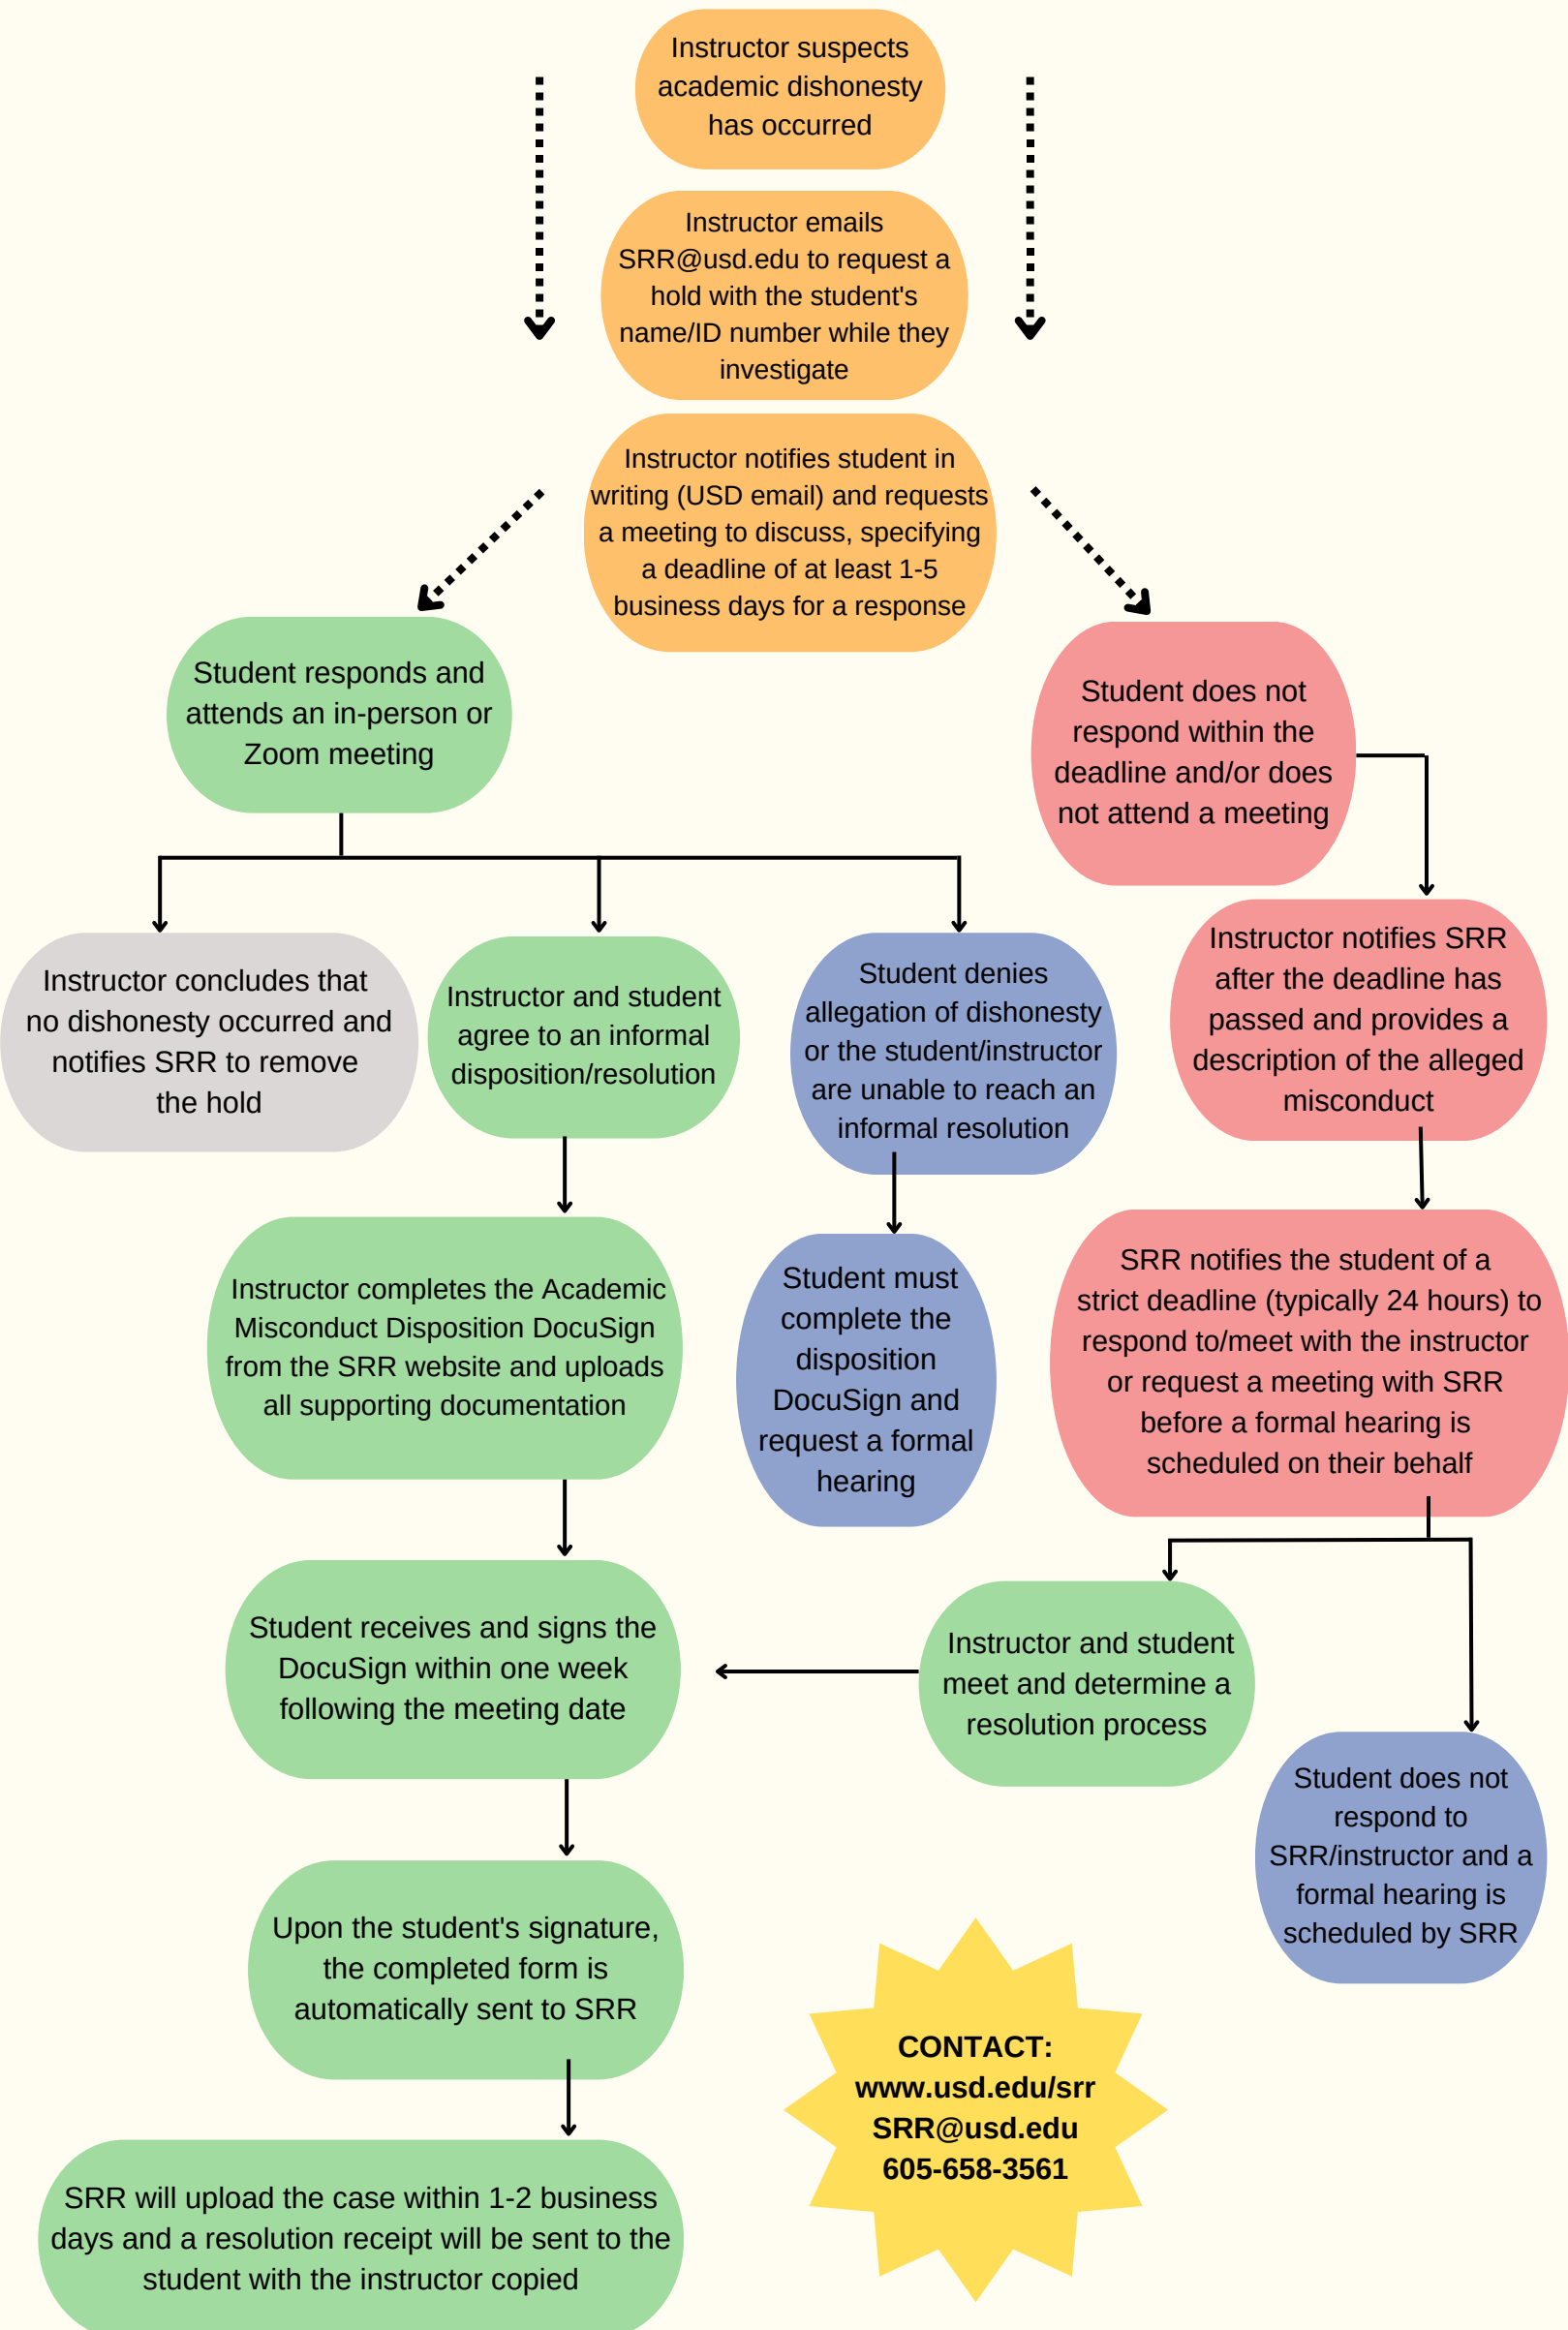 Instructor suspects
academic dishonesty
has occurred
Instructor emails
SRR@usd.edu to request a
hold with the student's
name/ID number while they
investigate
Instructor notifies student in
writing (USD email) and requests
a meeting to discuss, specifying
a deadline of at least 1-5
business days for a response
Student responds and
attends an in-person or
Zoom meeting
Student does not
respond within the
deadline and/or does
not attend a meeting
Instructor concludes that
no dishonesty occurred and
notifies SRR to remove
the hold
Instructor and student
agree to an informal
disposition/resolution
Student denies
allegation of dishonesty
or the student/instructor
are unable to reach an
informal resolution
Instructor notifies SRR
after the deadline has
passed and provides a
description of the alleged
misconduct
Instructor completes the Academic
Misconduct Disposition DocuSign
from the SRR website and uploads
all supporting documentation
Student must
complete the
disposition
DocuSign and
request a formal
hearing
SRR notifies the student of a
strict deadline (typically 24 hours) to
respond to/meet with the instructor
or request a meeting with SRR
before a formal hearing is
scheduled on their behalf
Student receives and signs the
DocuSign within one week
following the meeting date
Instructor and student
meet and determine a
resolution process
Student does not
respond to
SRR/instructor and a
formal hearing is
scheduled by SRR
Upon the student's signature,
the completed form is
automatically sent to SRR
CONTACT:
www.usd.edu/srr
SRR@usd.edu
605-658-3561
SRR will upload the case within 1-2 business
days and a resolution receipt will be sent to the
student with the instructor copied